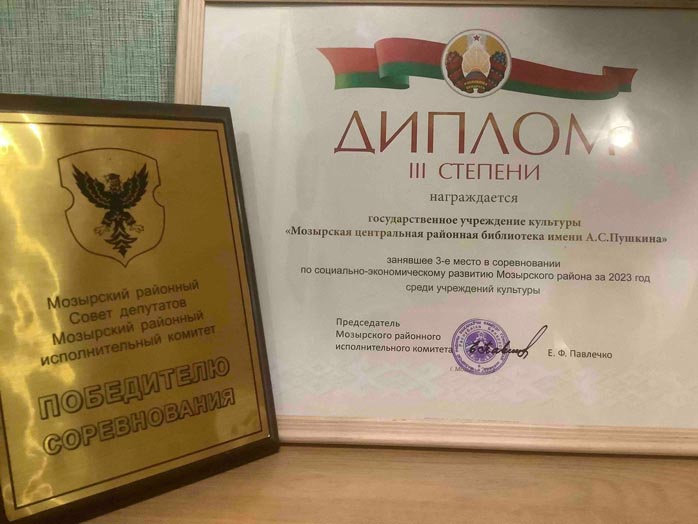 Мозырский районный
Совет депутатов
Мозырский районный
исполнительный комитет
ПОБЕДИТЕЛЮ
СОРЕВНОВАНИЯ
ДИПЛОМ
III СТЕПЕНИ
награждается
государственное учреждение культуры
«Мозырская центральная районная библиотека имени А.С.Пушкина»
занявшее 3-е место в соревновании
по социально-экономическому развитию Мозырского района за 2023 год
среди учреждений культуры
Председатель
Мозырского районного
исполнительного комитета
Е. Ф. Павлечко